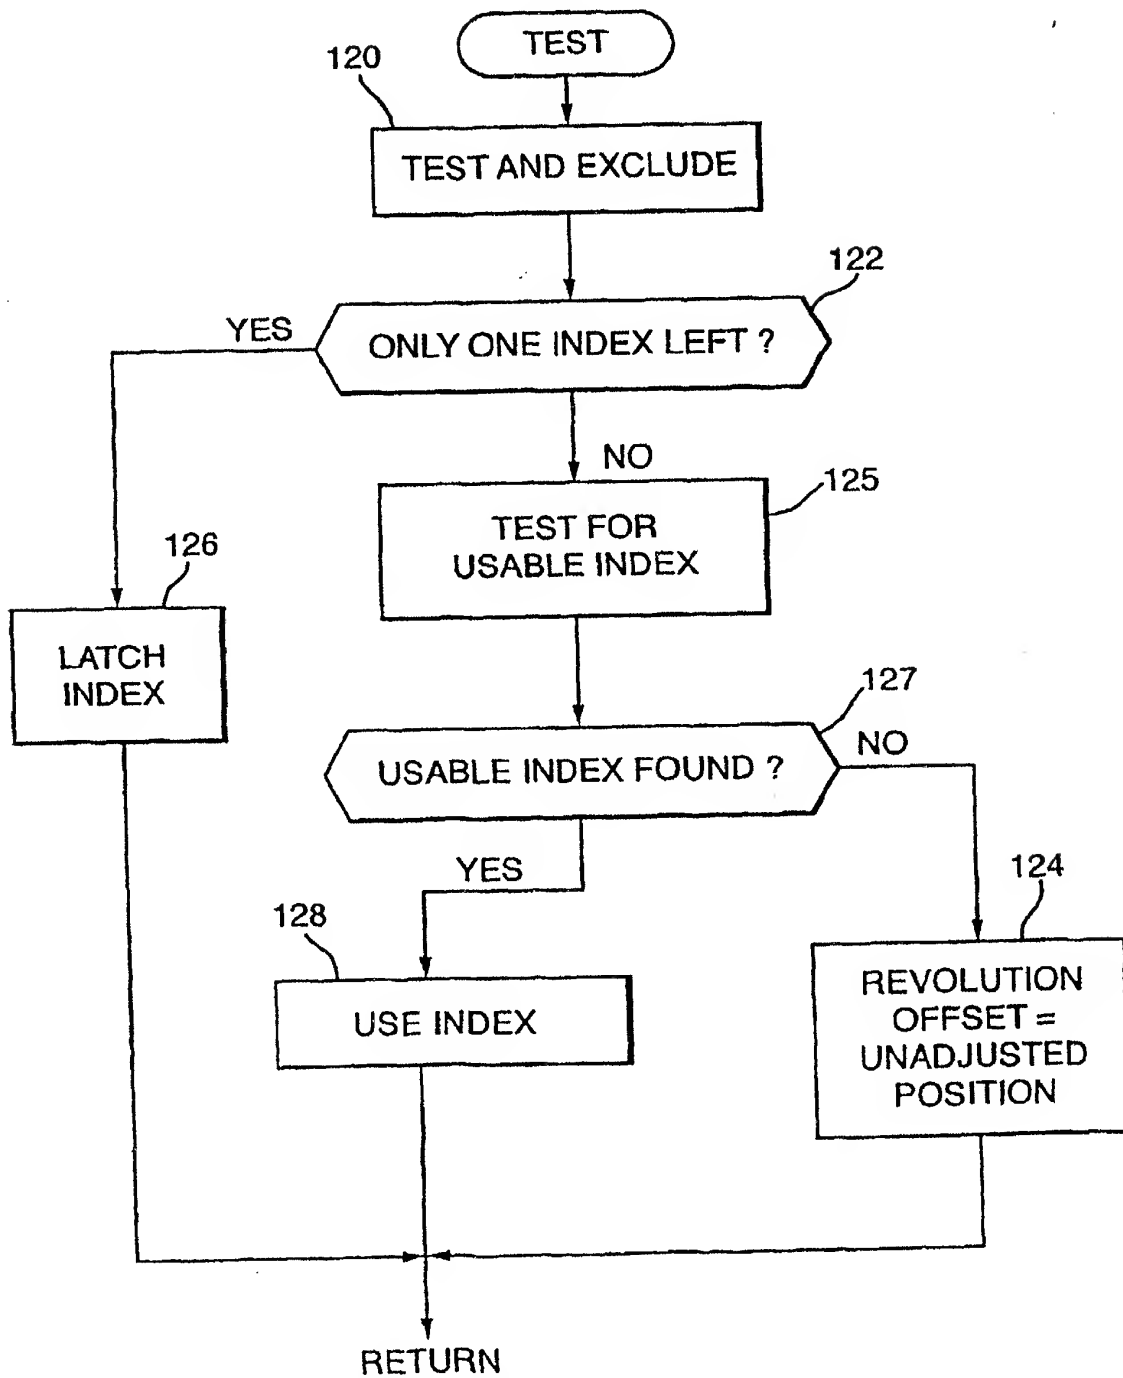 TEST
120
TEST AND EXCLUDE
122
ONLY ONE INDEX LEFT ?
YES
NO
125
TEST FOR
USABLE INDEX
126
LATCH
INDEX
127
USABLE INDEX FOUND ?
NO
YES
124
128
USE INDEX
REVOLUTION
OFFSET =
UNADJUSTED
POSITION
RETURN